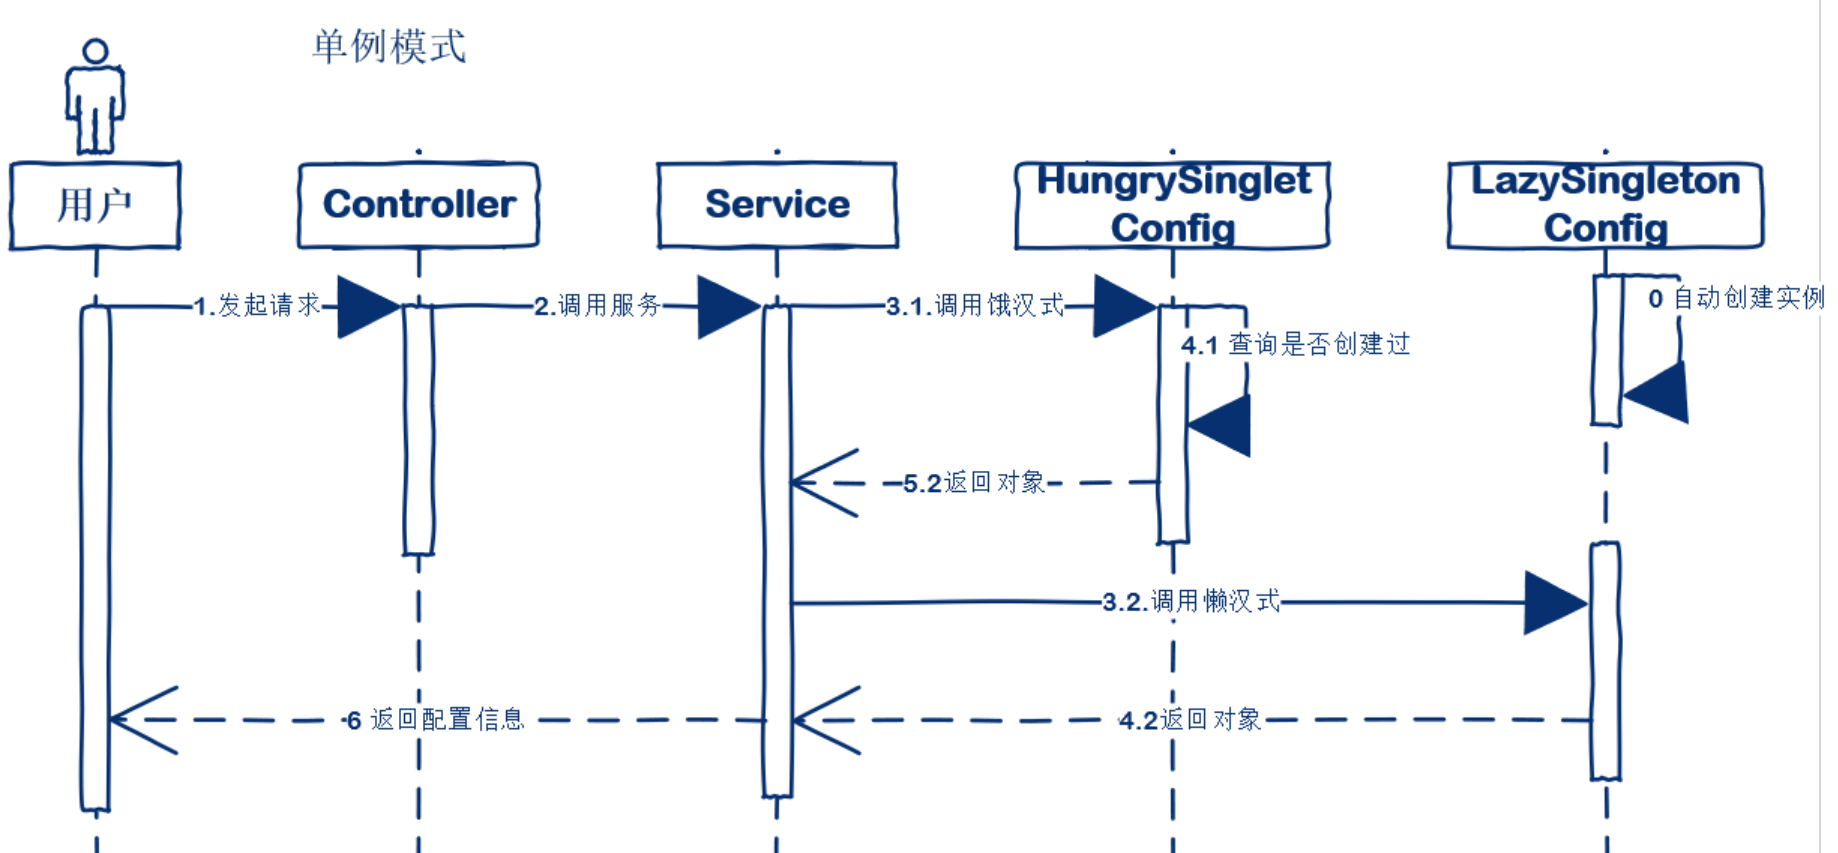 单例模式
用户
Controller
Service
HungrySinglet
Config
LazySingleton
Config
0 自动创建实例
1.发起请求
2.调用服务
3.1.调用饿汉式
4.1 查询是否创建过
5.2返回对象
3.2.调用懒汉式
6 返回配置信息
4.2返回对象